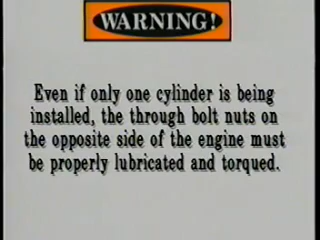 WARNING!
Even if only one cylinder is being
installed, the through bolt nuts on
the opposite side of the engine must
be properly lubricated and torqued.